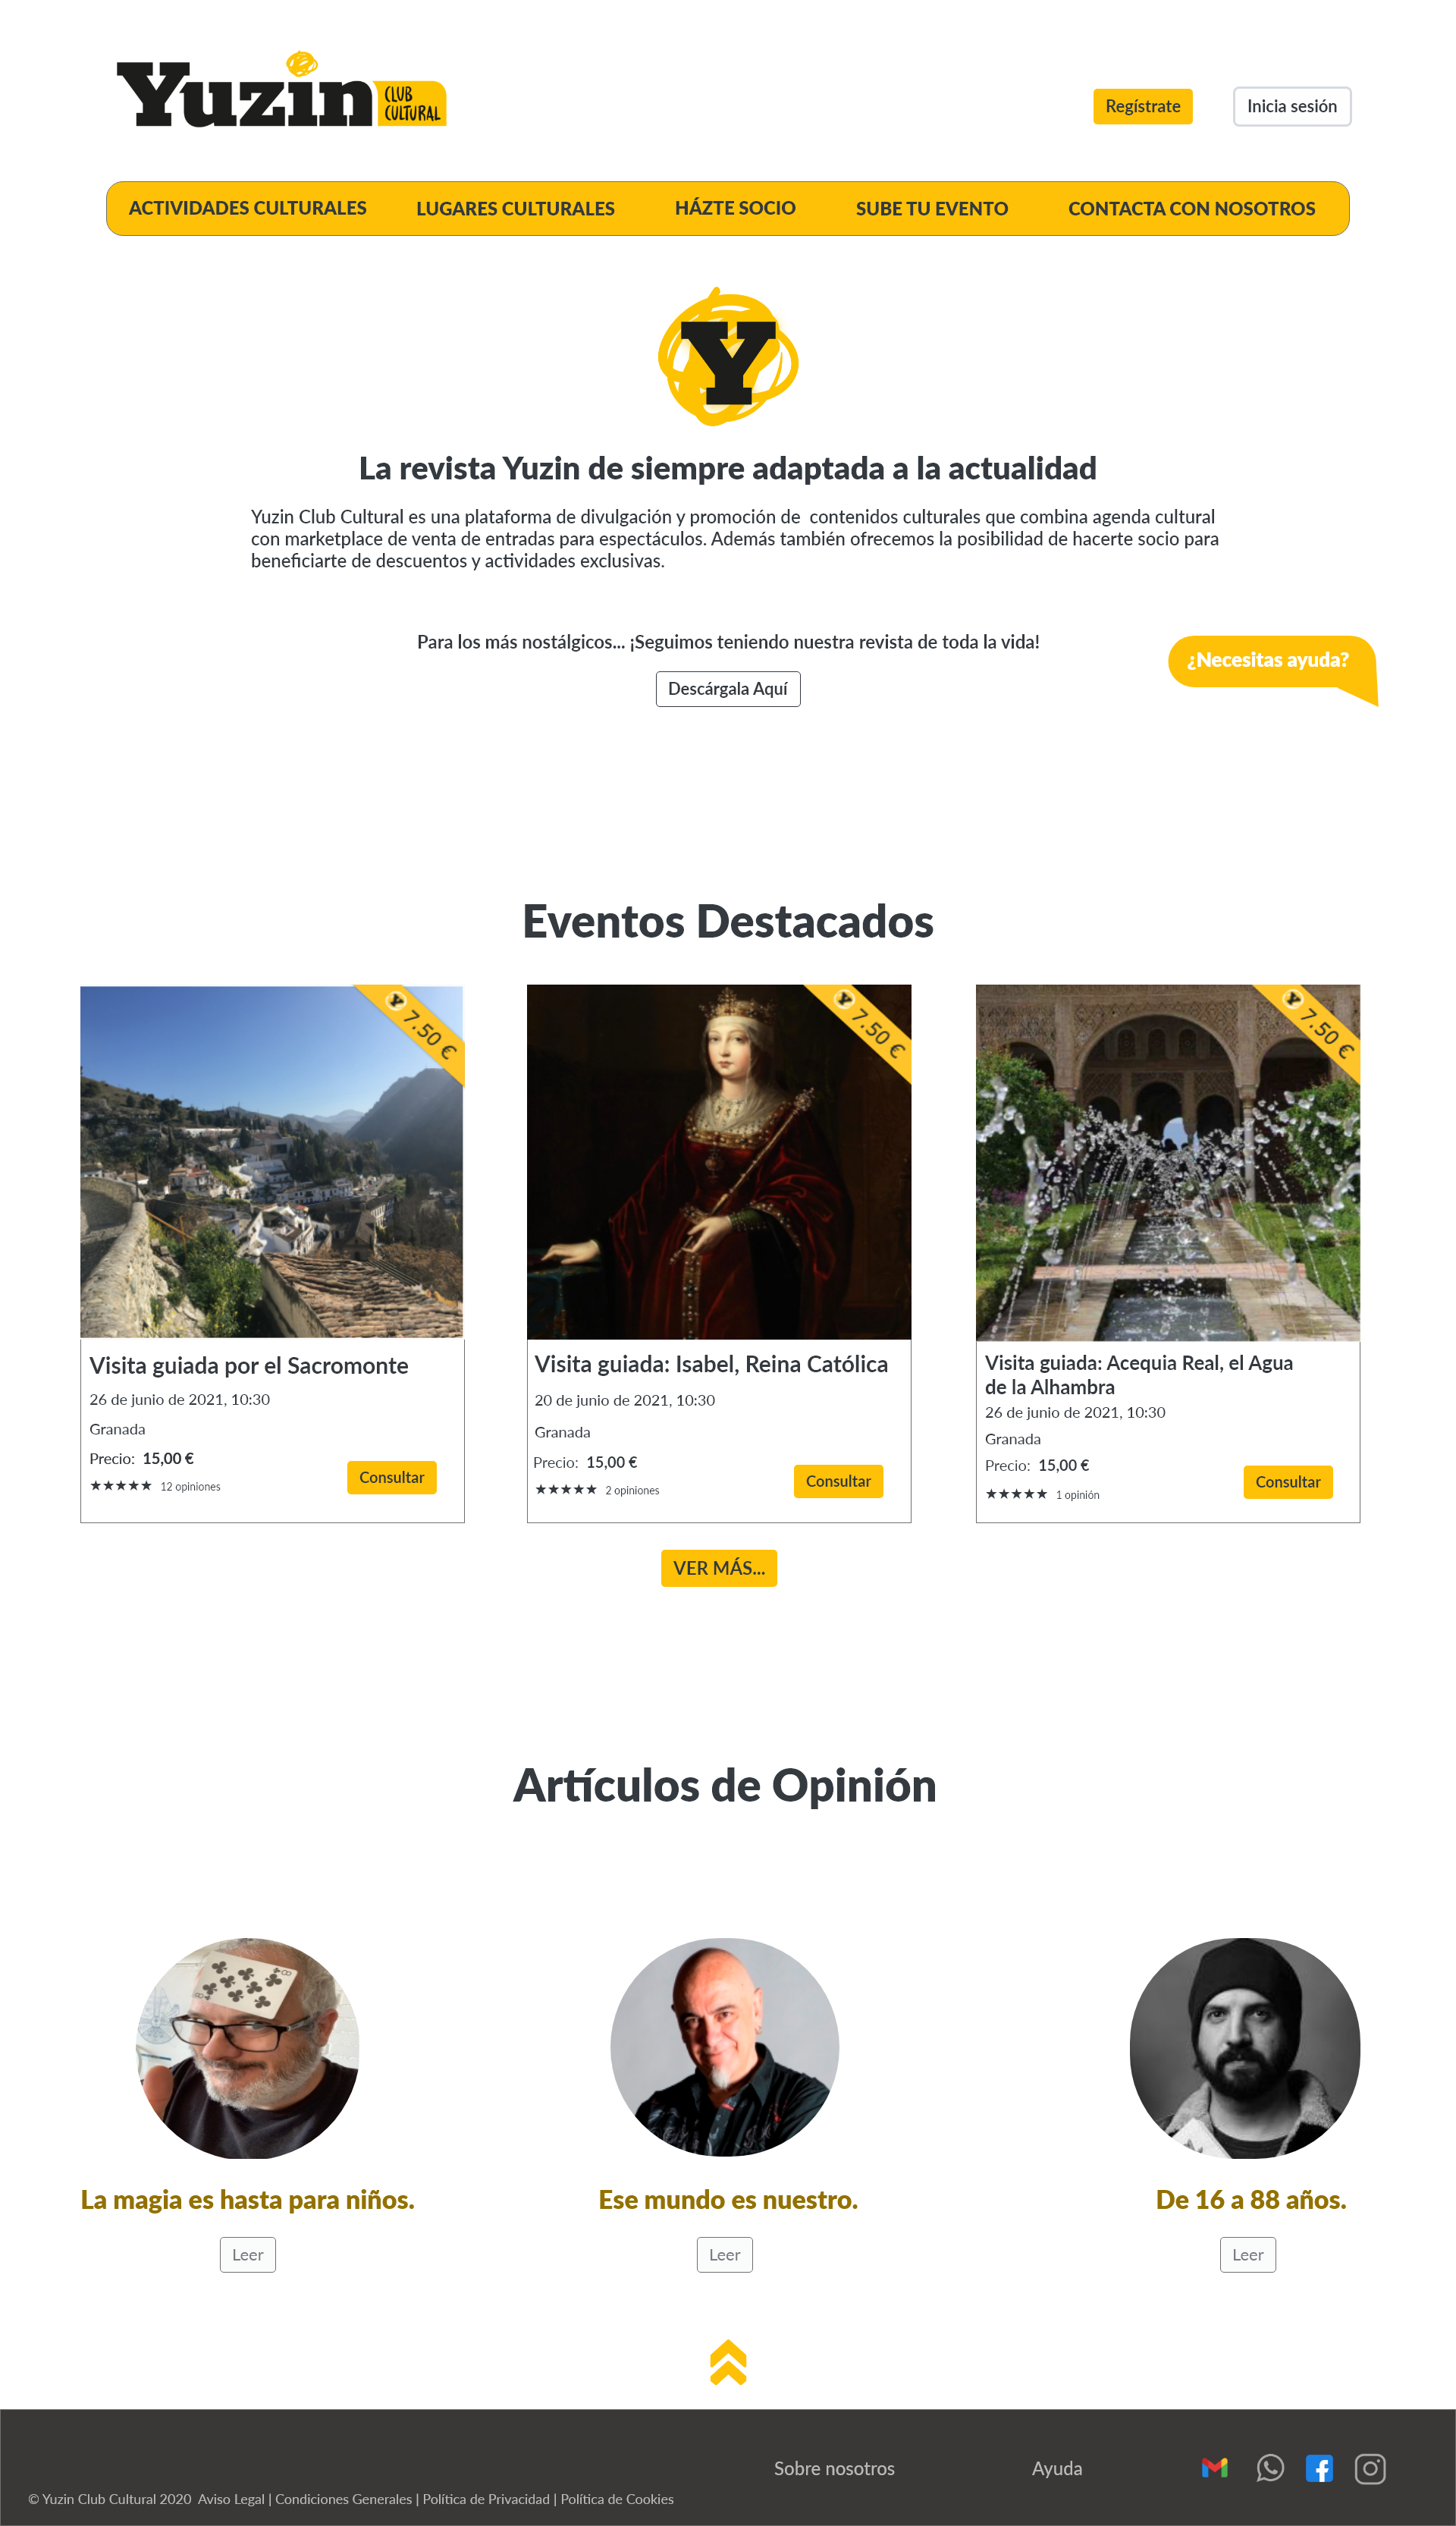 Yuzin
CLUB
CULTURAL
Regístrate
Inicia sesión
ACTIVIDADES CULTURALES
LUGARES CULTURALES
HÁZTE SOCIO
SUBE TU EVENTO
CONTACTA CON NOSOTROS
Y
La revista Yuzin de siempre adaptada a la actualidad
Yuzin Club Cultural es una plataforma de divulgación y promoción de  contenidos culturales que combina agenda cultural
con marketplace de venta de entradas para espectáculos. Además también ofrecemos la posibilidad de hacerte socio para
beneficiarte de descuentos y actividades exclusivas.
Para los más nostálgicos... ¡Seguimos teniendo nuestra revista de toda la vida!
Descárgala Aquí
¿Necesitas ayuda?
Eventos Destacados
Y 7.50 €
Visita guiada por el Sacromonte
26 de junio de 2021, 10:30
Granada
Precio:  15,00 €
★★★★★ 12 opiniones
Consultar
Y 7.50 €
Visita guiada: Isabel, Reina Católica
20 de junio de 2021, 10:30
Granada
Precio:  15,00 €
★★★★★ 2 opiniones
Consultar
Y 7.50 €
Visita guiada: Acequia Real, el Agua
de la Alhambra
26 de junio de 2021, 10:30
Granada
Precio:  15,00 €
★★★★★ 1 opinión
Consultar
VER MÁS...
Artículos de Opinión
8
8
La magia es hasta para niños.
Leer
Ese mundo es nuestro.
Leer
De 16 a 88 años.
Leer
Sobre nosotros
Ayuda
© Yuzin Club Cultural 2020  Aviso Legal | Condiciones Generales | Política de Privacidad | Política de Cookies